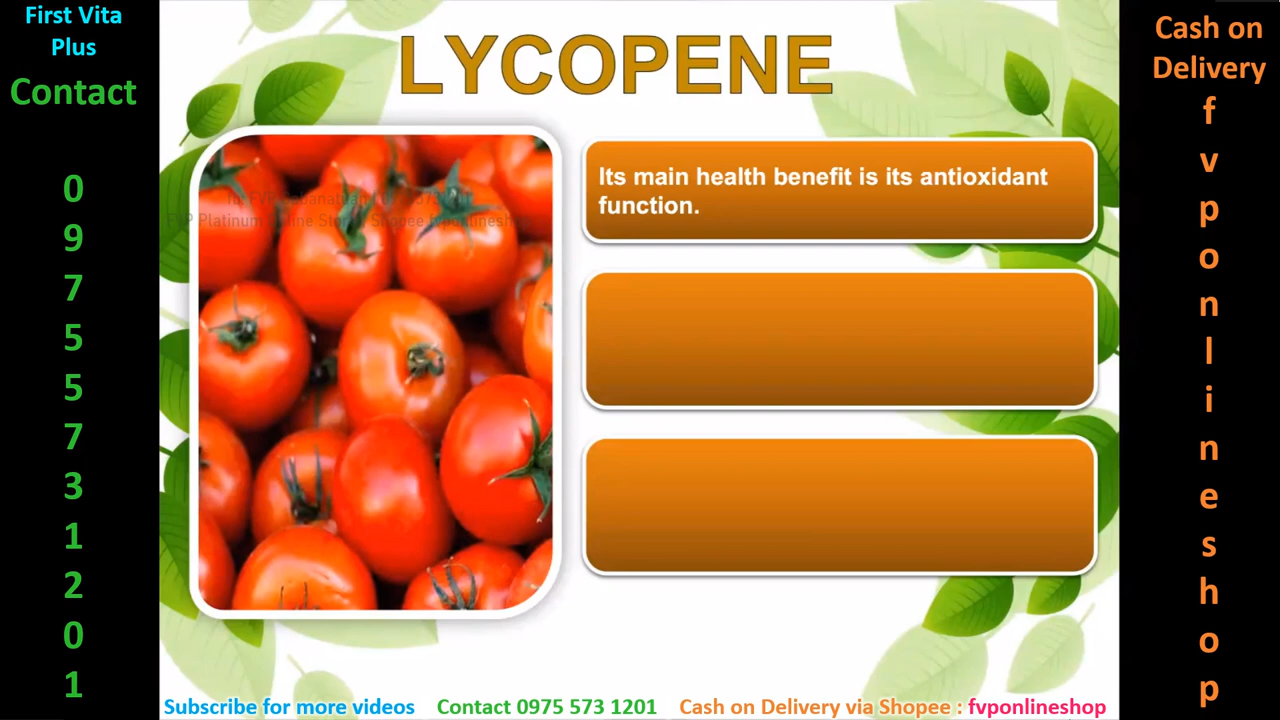 First Vita
Plus
Contact
0
9
7
5
5
7
3
1
2
0
1
LYCOPENE
Its main health benefit is its antioxidant
function.
Cash on
Delivery
f
v
p
o
n
l
i
n
e
s
h
o
p
Subscribe for more videos Contact 0975 573 1201 Cash on Delivery via Shopee : fvponlineshop